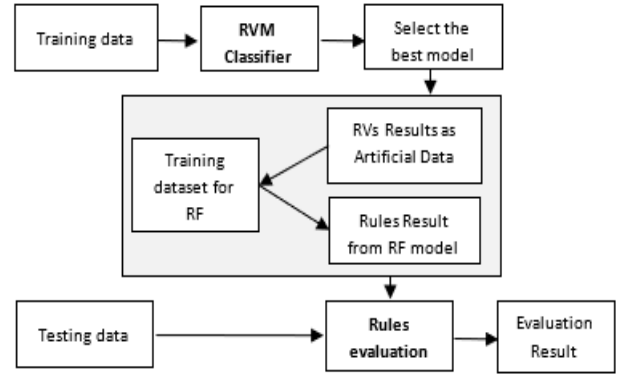 Training data
RVM
Classifier
Select the
best model
RVs Results as
Artificial Data
Training
dataset for
RF
Rules Result
from RF model
Testing data
Rules
evaluation
Evaluation
Result